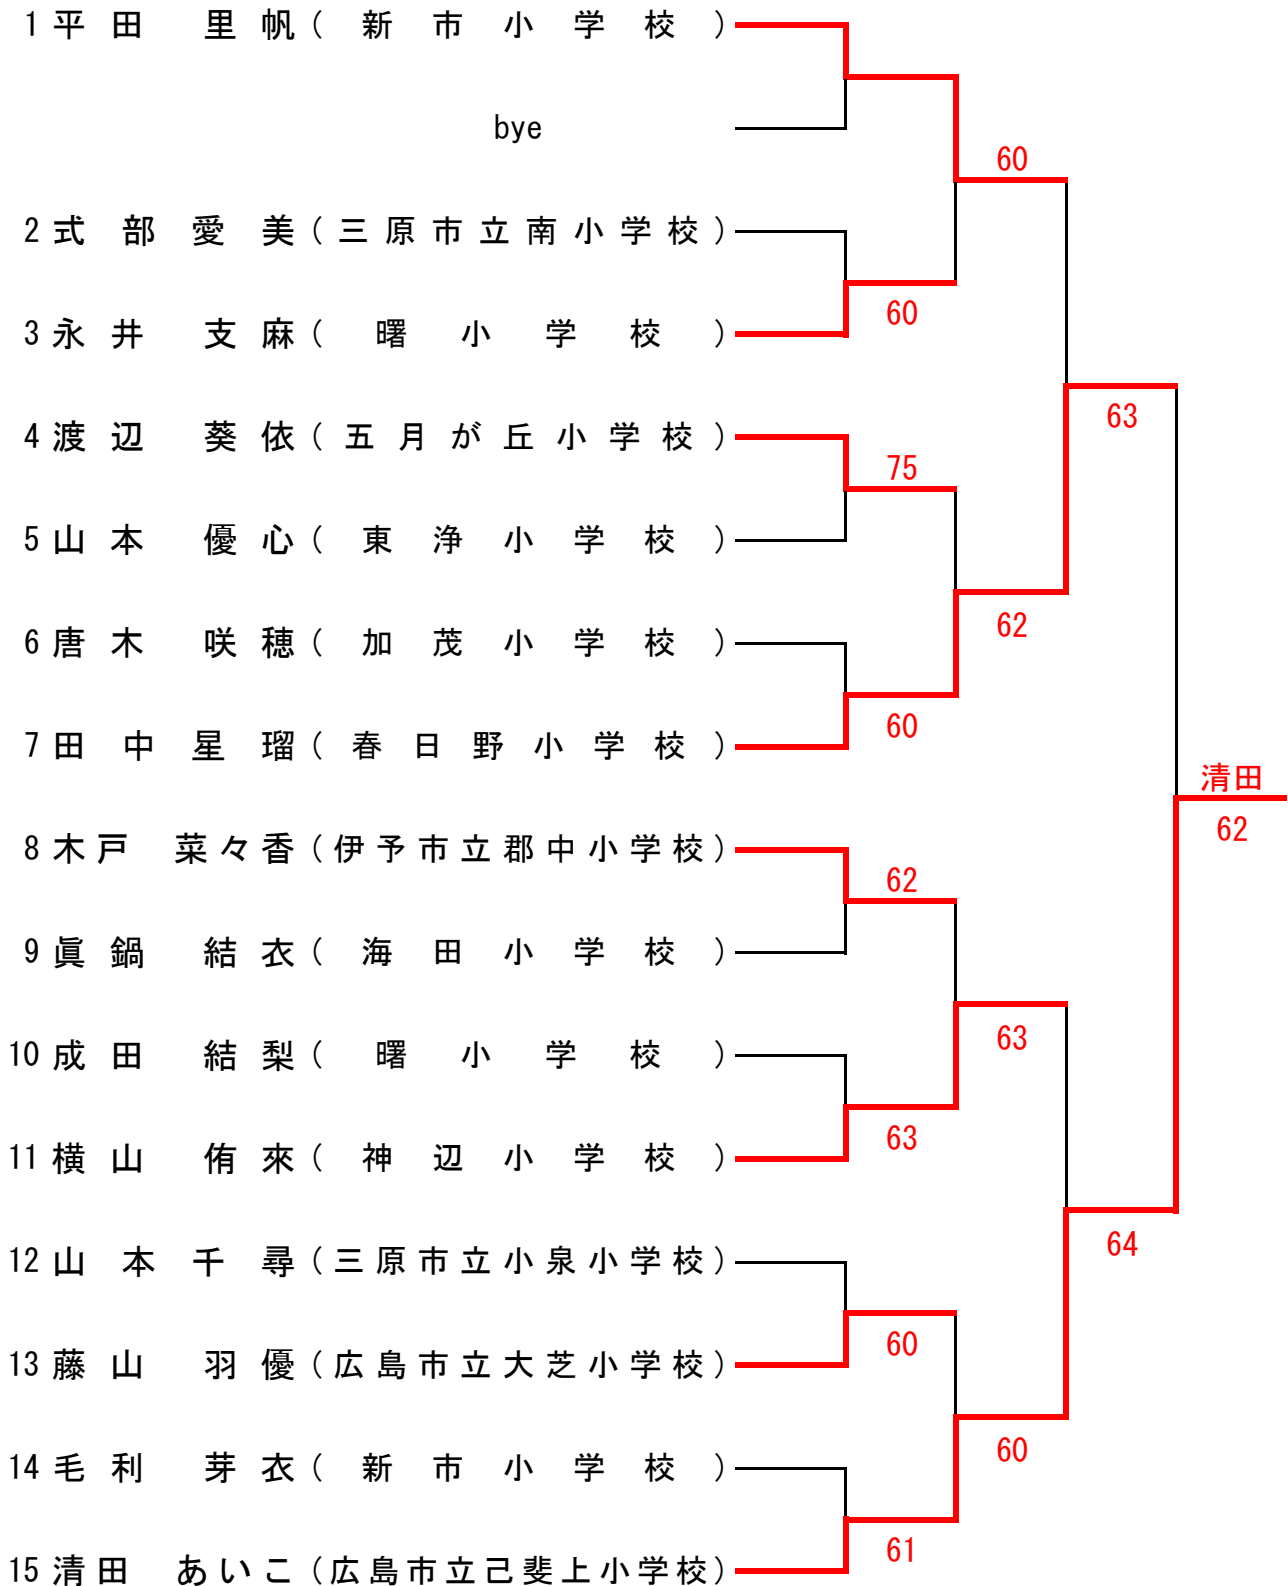 1 平田 里帆 ( 新市小学校 )
bye
60
2 式部愛美 ( 三原市立南小学校 )
60
3 永井 支麻 ( 曙小学校 )
63
4 渡辺 葵依 ( 五月が丘小学校 )
75
5 山本 優心 ( 東浄小学校 )
62
6 唐木 咲穂 ( 加茂小学校 )
60
7 田中星瑠 ( 春日野小学校 )
清田
62
8 木戸 菜々香 ( 伊予市立郡中小学校 )
62
9 眞鍋 結衣 ( 海田小学校 )
63
10 成田 結梨 ( 曙小学校 )
63
11 横山 侑來 ( 神辺小学校 )
64
12 山本千尋 ( 三原市立小泉小学校 )
60
13 藤山 羽優 ( 広島市立大芝小学校 )
60
14 毛利 芽衣 ( 新市小学校 )
61
15 清田 あいこ ( 広島市立己斐上小学校 )